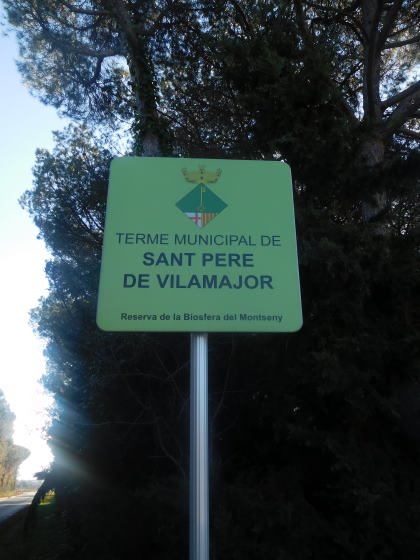 TERME MUNICIPAL DE
SANT PERE
DE VILAMAJOR
Reserva de la Biosfera del Montseny